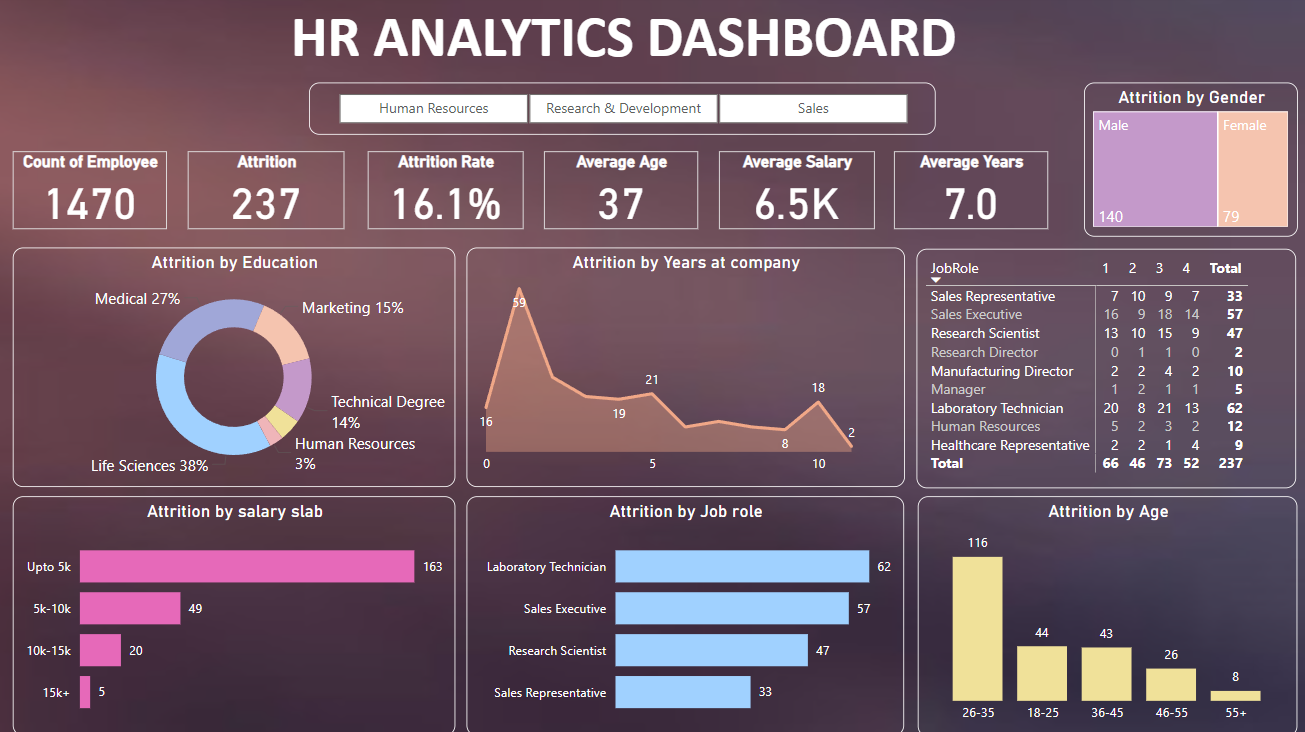 HR ANALYTICS DASHBOARD
Human Resources
Research & Development
Sales
Attrition by Gender
Male
Female
140
79
Count of Employee
1470
Attrition
237
Attrition Rate
16.1%
Average Age
37
Average Salary
6.5K
Average Years
7.0
Attrition by Education
Medical 27%
Marketing 15%
Technical Degree
14%
Human Resources
3%
Life Sciences 38%
Attrition by Years at company
59
16
19
21
8
18
2
0
5
10
JobRole 1 2 3 4 Total
Sales Representative 7 10 9 7 33
Sales Executive 16 9 18 14 57
Research Scientist 13 10 15 9 47
Research Director 0 1 1 0 2
Manufacturing Director 2 2 4 2 10
Manager 1 2 1 1 5
Laboratory Technician 20 8 21 13 62
Human Resources 5 2 3 2 12
Healthcare Representative 2 2 1 4 9
Total 66 46 73 52 237
Attrition by salary slab
Upto 5k 163
5k-10k 49
10k-15k 20
15k+ 5
Attrition by Job role
Laboratory Technician 62
Sales Executive 57
Research Scientist 47
Sales Representative 33
Attrition by Age
116
44
43
26
8
26-35
18-25
36-45
46-55
55+